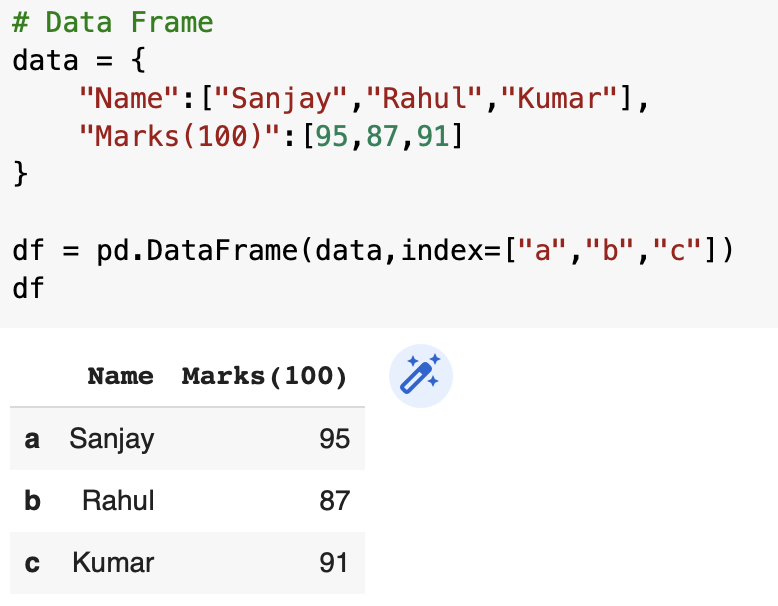 # Data Frame
data = {
    "Name":["Sanjay","Rahul","Kumar"],
    "Marks(100)":[95,87,91]
}
df = pd.DataFrame(data,index=["a","b","c"])
df
Name Marks(100)
a Sanjay 95
b Rahul 87
c Kumar 91